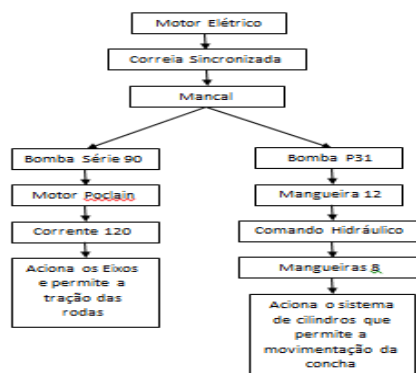 Motor Elétrico
Correia Sincronizada
Mancal
Bomba Série 90
Motor Poclain
Corrente 120
Aciona os Eixos
e permite a
tração das
rodas
Bomba P31
Mangueira 12
Comando Hidráulico
Mangueiras 8
Aciona o sistema
de cilindros que
permite a
movimentação da
concha